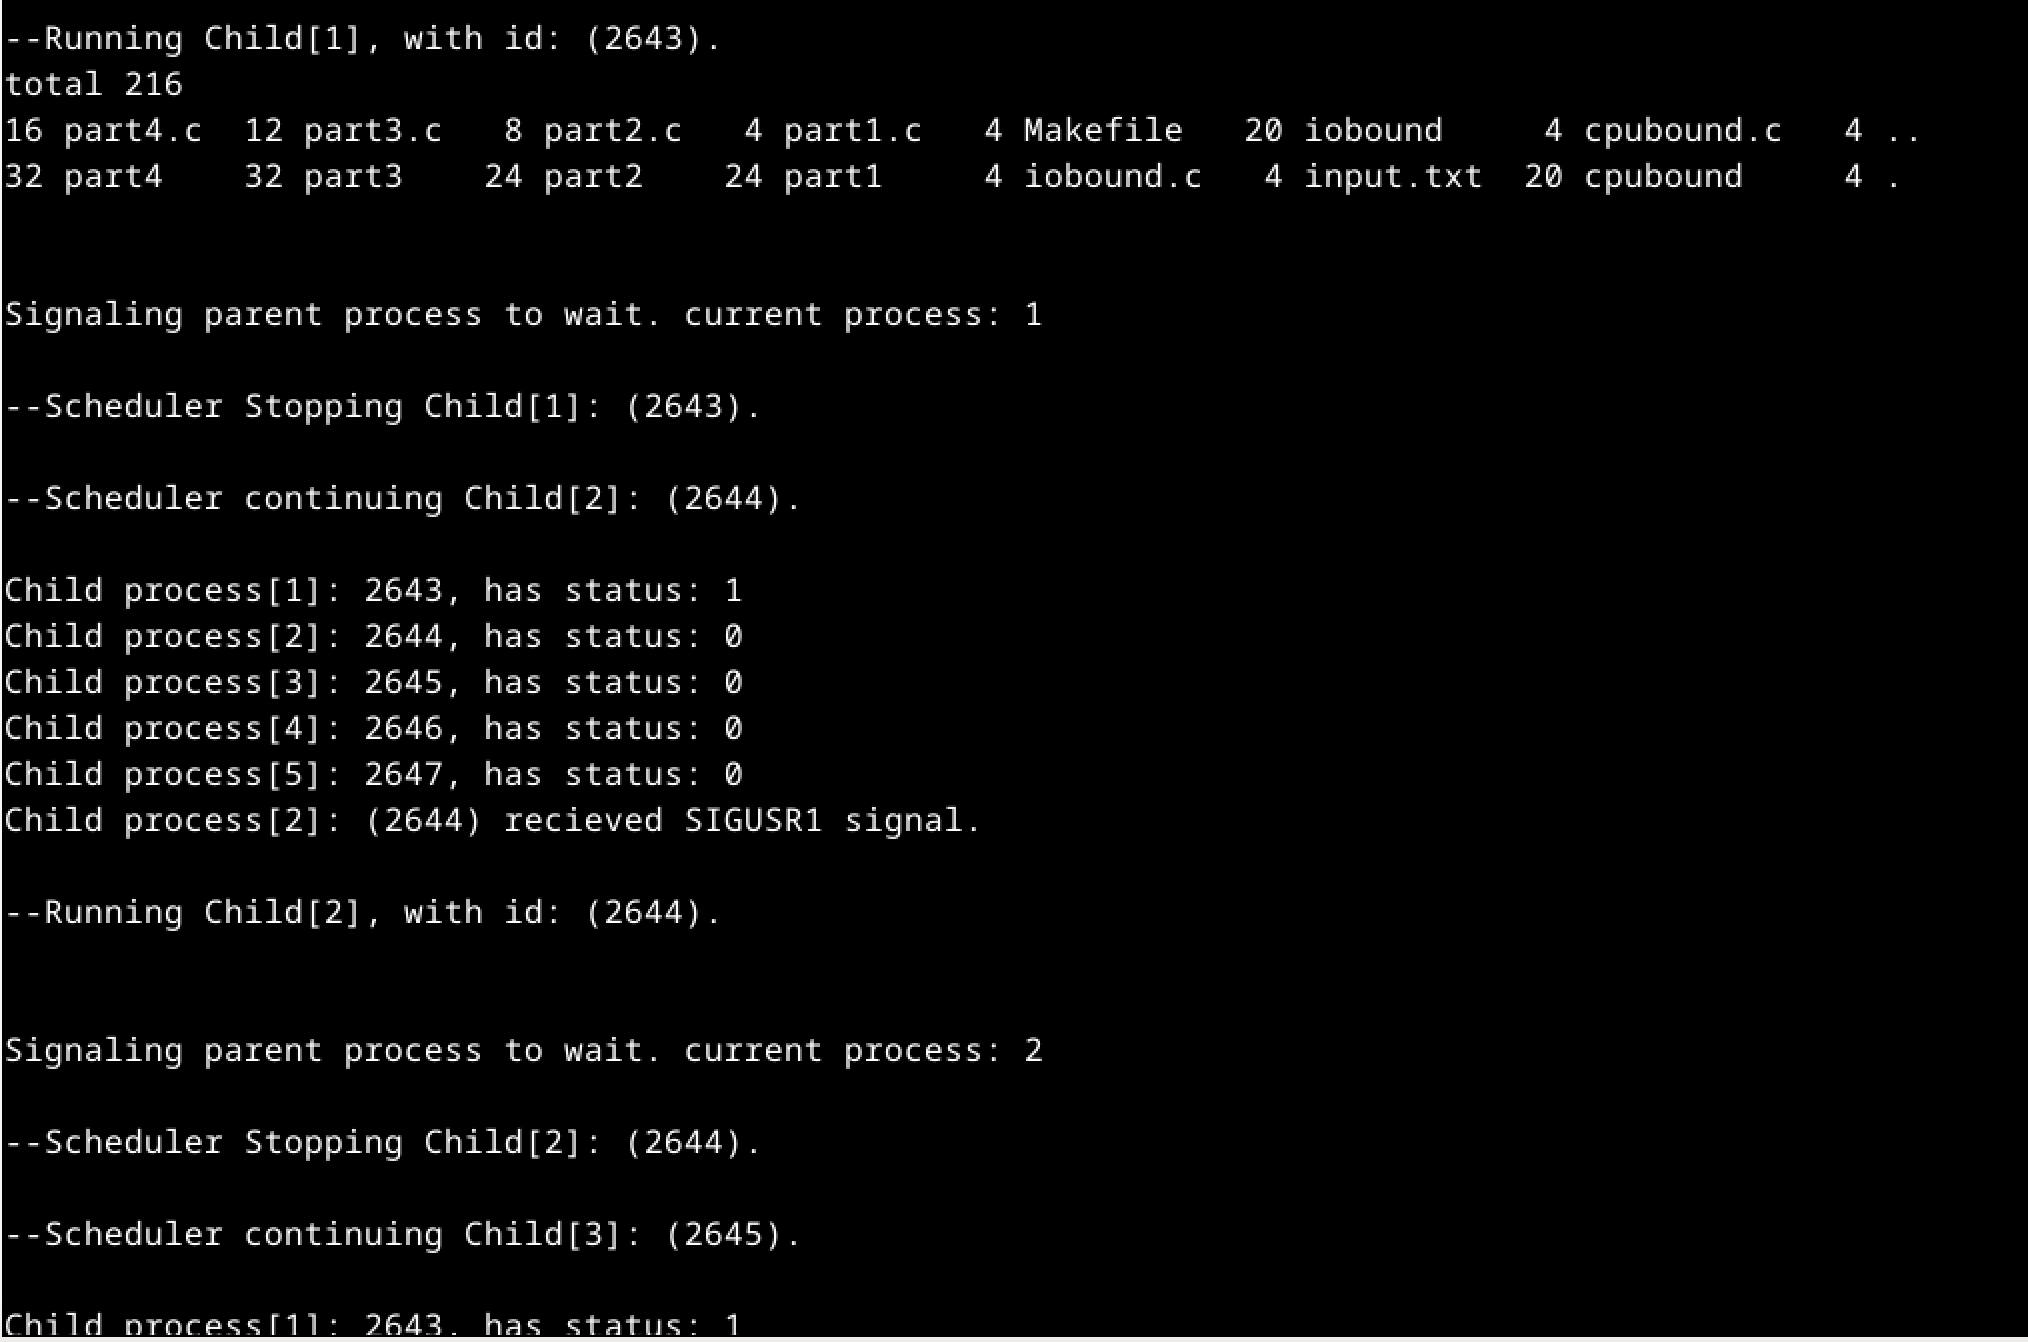 --Running Child[1], with id: (2643).
total 216
16 part4.c  12 part3.c   8 part2.c   4 part1.c   4 Makefile   20 iobound     4 cpubound.c   4 ..
32 part4    32 part3    24 part2    24 part1     4 iobound.c   4 input.txt  20 cpubound     4 .
Signaling parent process to wait. current process: 1
--Scheduler Stopping Child[1]: (2643).
--Scheduler continuing Child[2]: (2644).
Child process[1]: 2643, has status: 1
Child process[2]: 2644, has status: 0
Child process[3]: 2645, has status: 0
Child process[4]: 2646, has status: 0
Child process[5]: 2647, has status: 0
Child process[2]: (2644) recieved SIGUSR1 signal.
--Running Child[2], with id: (2644).
Signaling parent process to wait. current process: 2
--Scheduler Stopping Child[2]: (2644).
--Scheduler continuing Child[3]: (2645).
Child process[1]: 2643, has status: 1